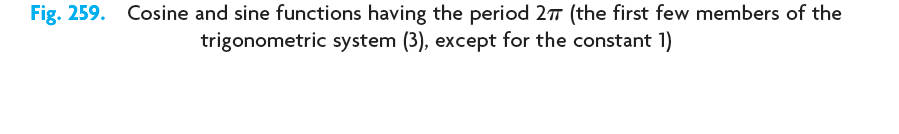 Fig. 259. Cosine and sine functions having the period 2π (the first few members of the
trigonometric system (3), except for the constant 1)